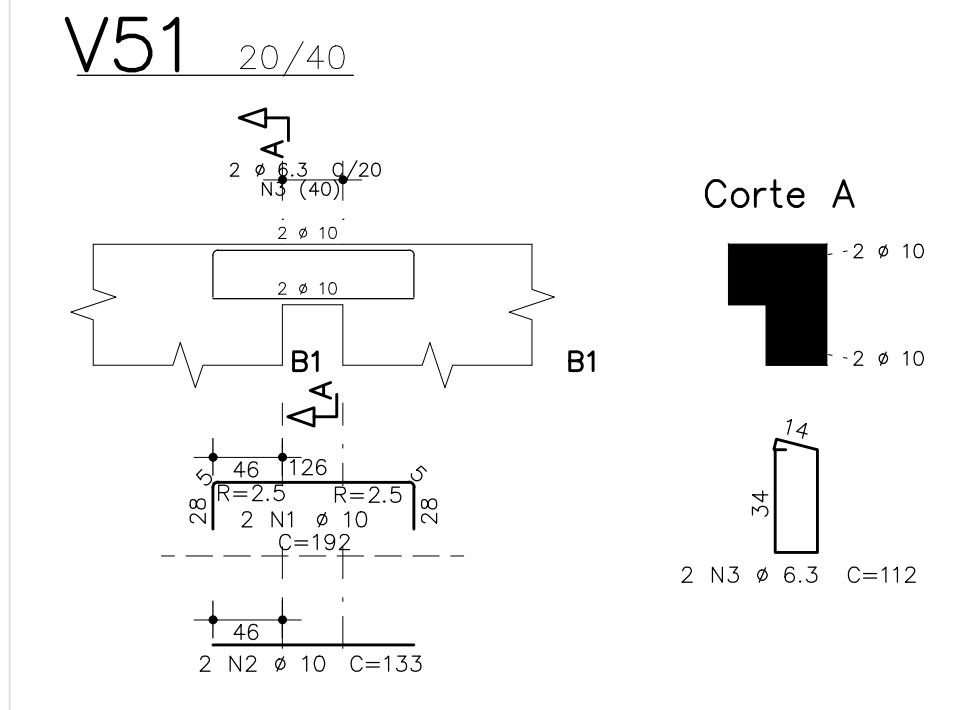 V51 20/40
A
2 ø 6.3 C/20
N3 (40)
Corte A
2 ø 10
2 ø 10
2 ø 10
B1 B1
2 ø 10
A
14
46 126
5 5
R=2.5 R=2.5
28 28
34
2 N1 ø 10
C=192
2 N3 ø 6.3 C=112
46
2 N2 ø 10 C=133